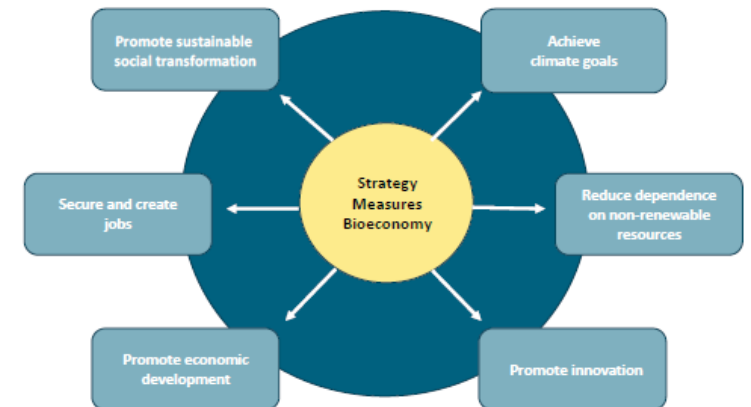 Promote sustainable
social transformation
Achieve
climate goals
Strategy
Measures
Bioeconomy
Secure and create
jobs
Reduce dependence
on non-renewable
resources
Promote economic
development
Promote innovation